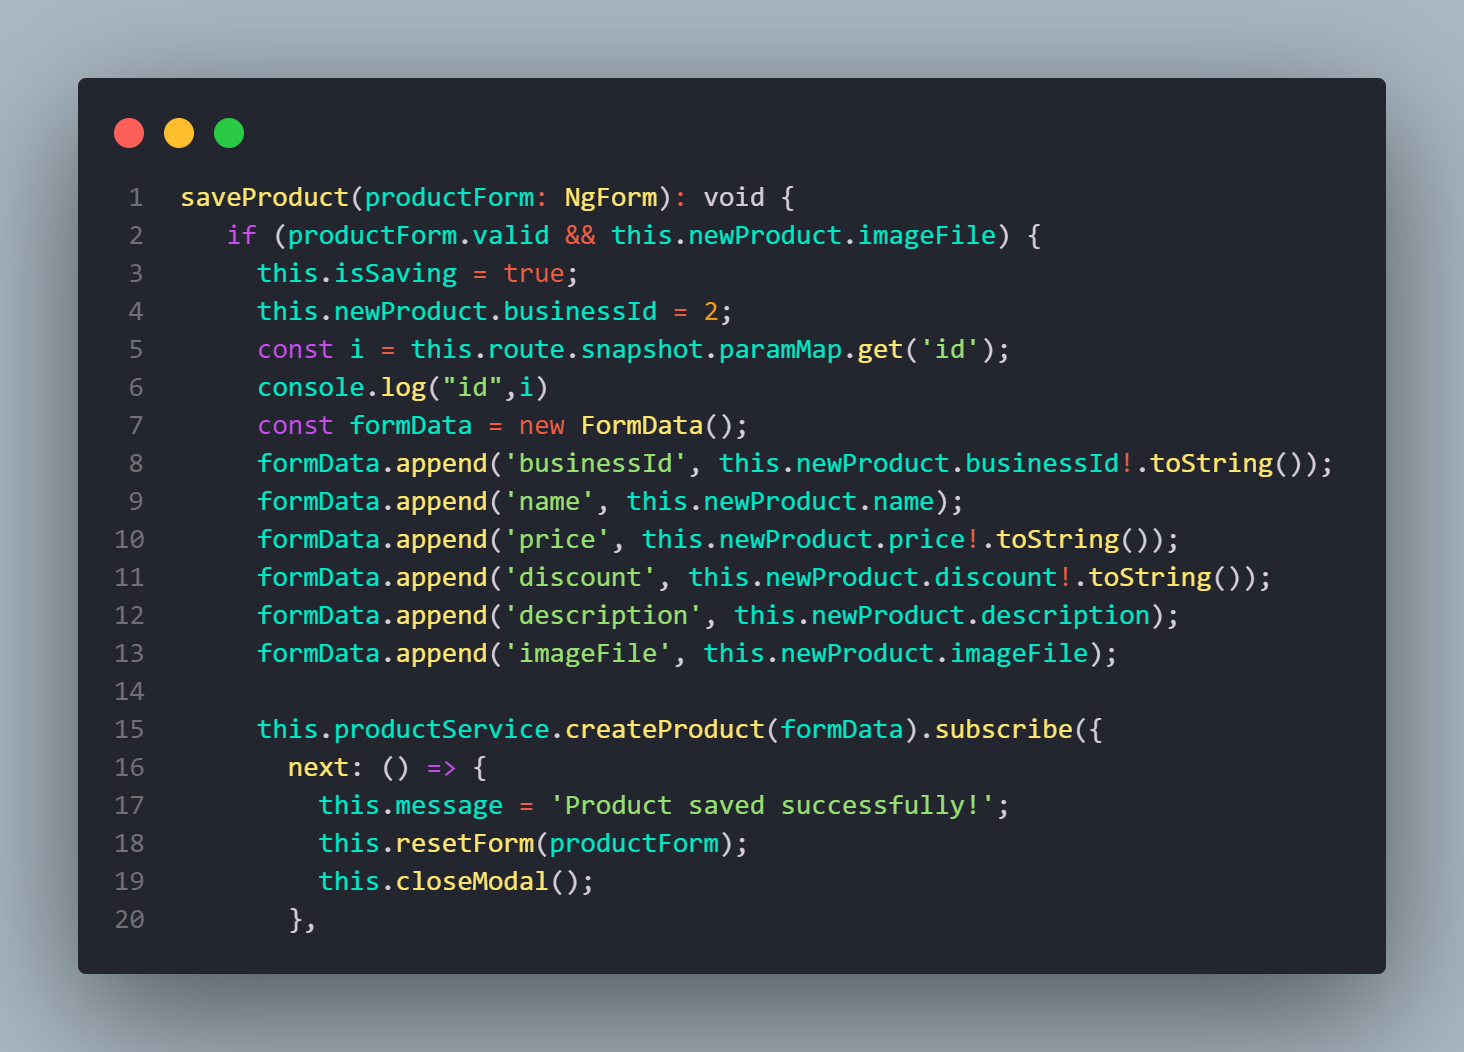 1 saveProduct(productForm: NgForm): void {
2 if (productForm.valid && this.newProduct.imageFile) {
3 this.isSaving = true;
4 this.newProduct.businessId = 2;
5 const i = this.route.snapshot.paramMap.get('id');
6 console.log("id",i)
7 const formData = new FormData();
8 formData.append('businessId', this.newProduct.businessId!.toString());
9 formData.append('name', this.newProduct.name);
10 formData.append('price', this.newProduct.price!.toString());
11 formData.append('discount', this.newProduct.discount!.toString());
12 formData.append('description', this.newProduct.description);
13 formData.append('imageFile', this.newProduct.imageFile);
14
15 this.productService.createProduct(formData).subscribe({
16 next: () => {
17 this.message = 'Product saved successfully!';
18 this.resetForm(productForm);
19 this.closeModal();
20 },